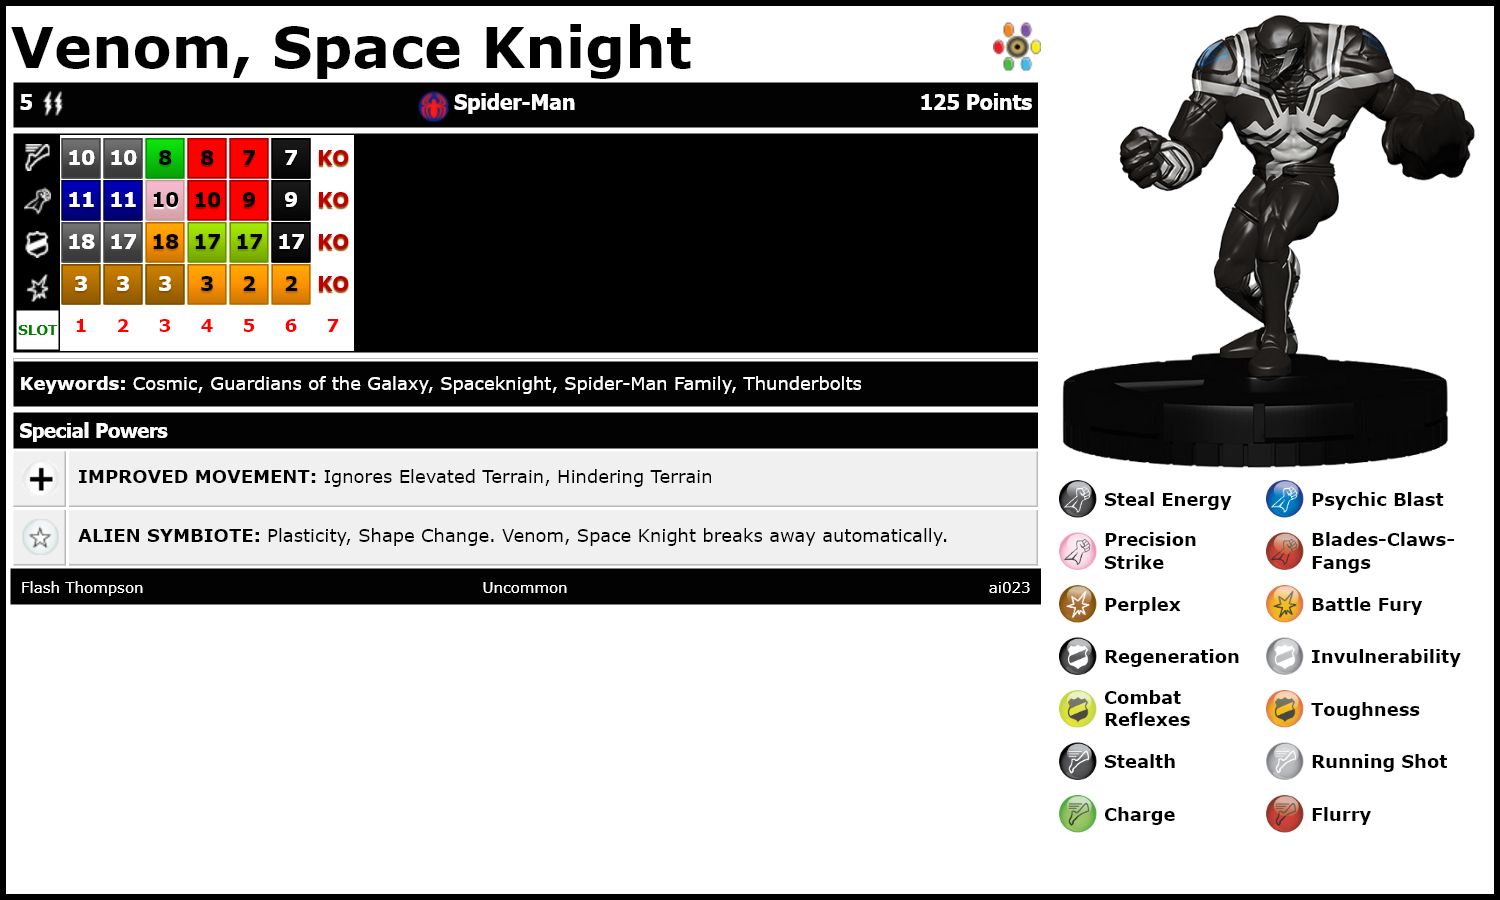 Venom, Space Knight
5 Spider-Man 125 Points
10 10 8 8 7 7 KO
11 11 10 10 9 9 KO
18 17 18 17 17 17 KO
3 3 3 3 2 2 KO
SLOT 1 2 3 4 5 6 7
Keywords: Cosmic, Guardians of the Galaxy, Spaceknight, Spider-Man Family, Thunderbolts
Special Powers
IMPROVED MOVEMENT: Ignores Elevated Terrain, Hindering Terrain
ALIEN SYMBIOTE: Plasticity, Shape Change. Venom, Space Knight breaks away automatically.
Flash Thompson Uncommon ai023
Steal Energy Psychic Blast
Precision
Strike
Blades-Claws-
Fangs
Perplex Battle Fury
Regeneration Invulnerability
Combat
Reflexes
Toughness
Stealth Running Shot
Charge Flurry